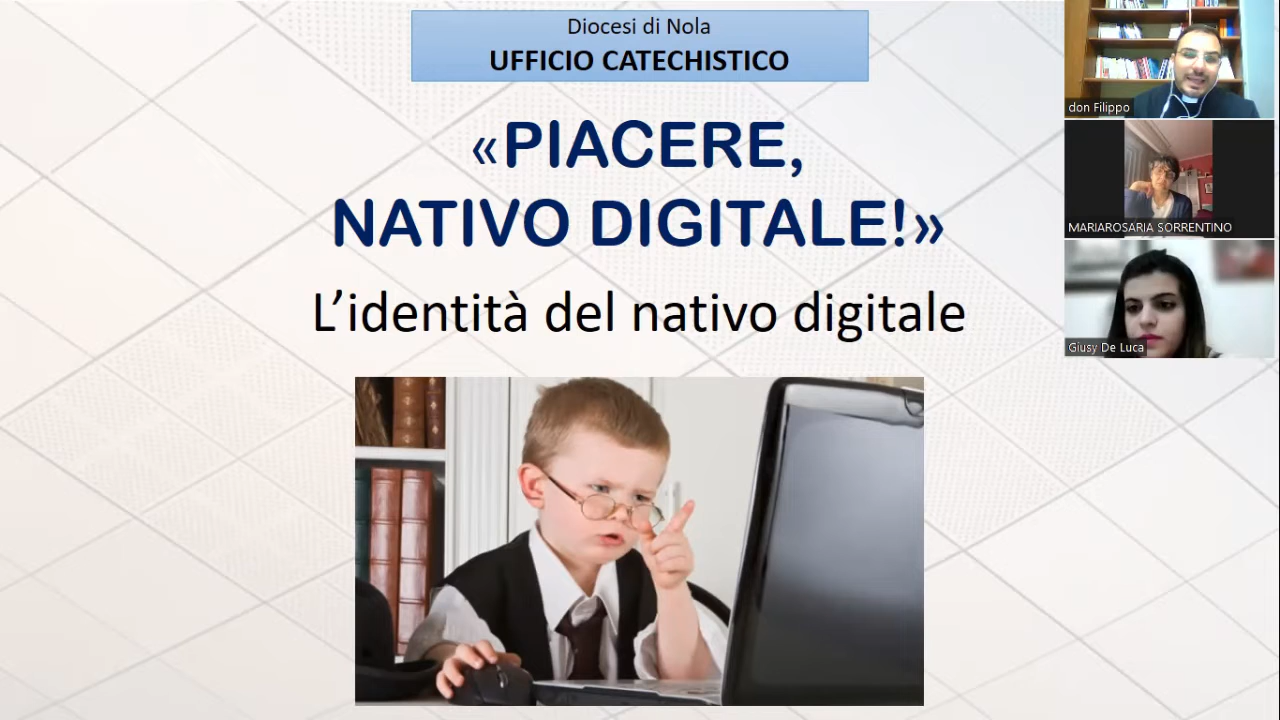 Diocesi di Nola
UFFICIO CATECHISTICO
«PIACERE,
NATIVO DIGITALE!»
L'identità del nativo digitale
don Filippo
MARIAROSARIA SORRENTINO
Giusy De Luca